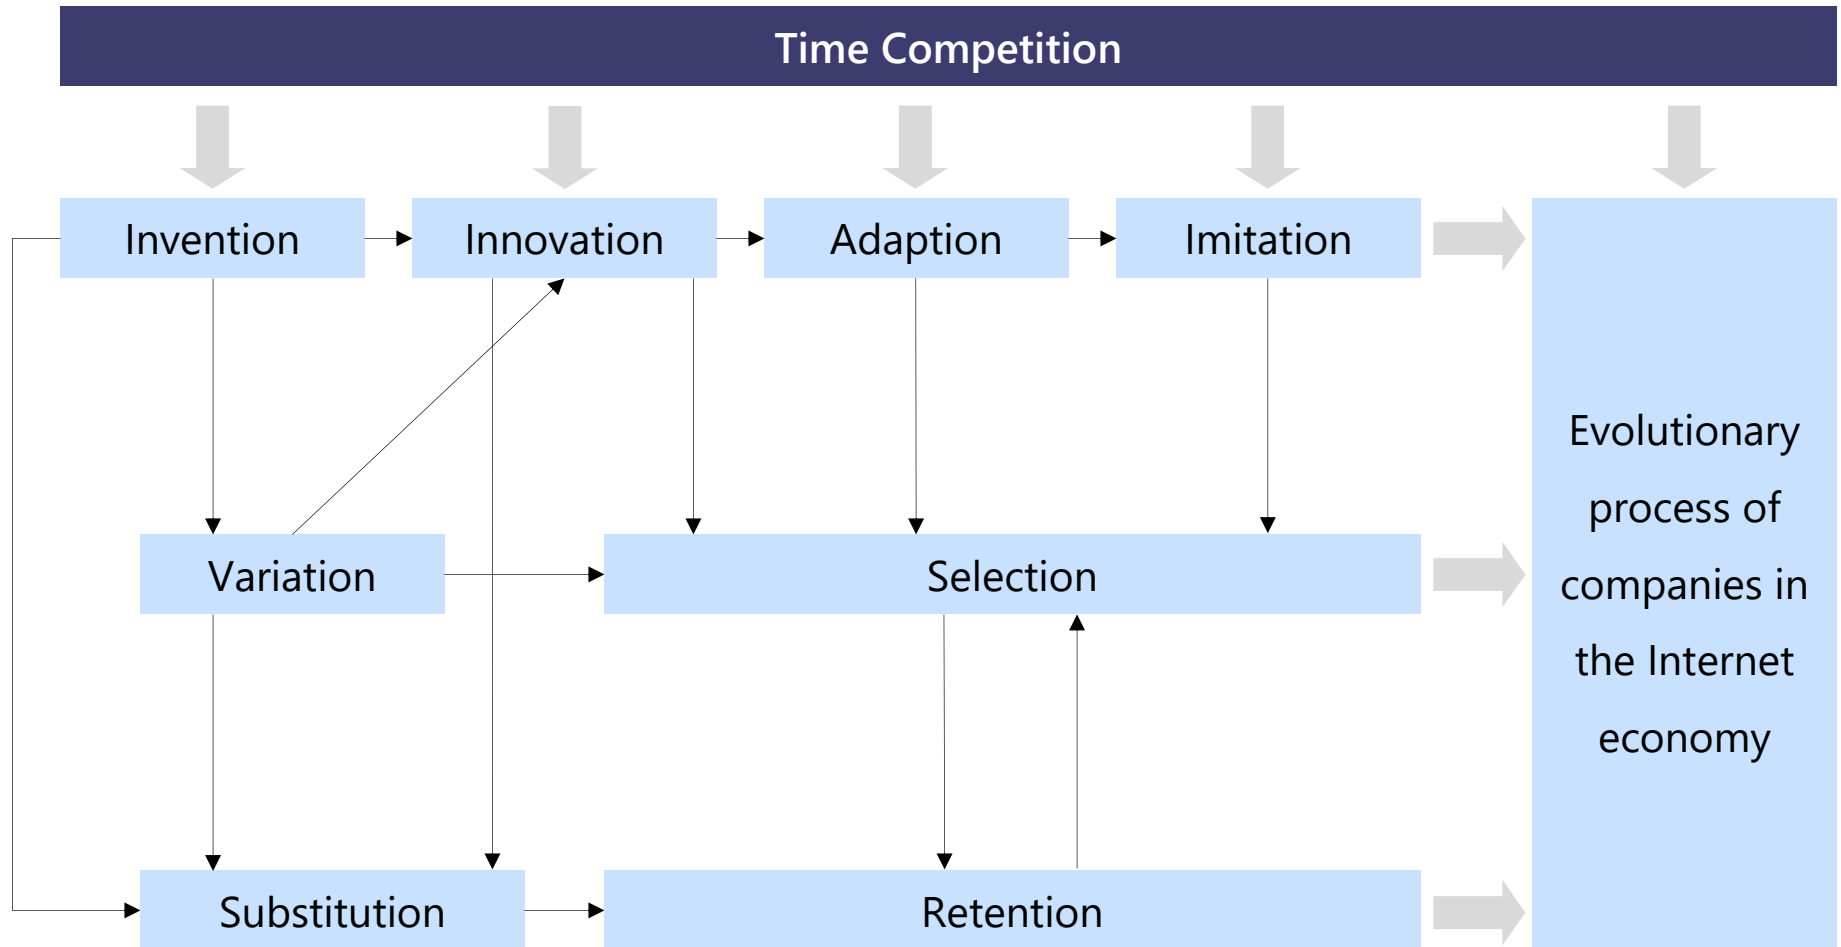 Time Competition
Invention
Innovation
Adaption
Imitation
Variation
Selection
Substitution
Retention
Evolutionary
process of
companies in
the Internet
economy